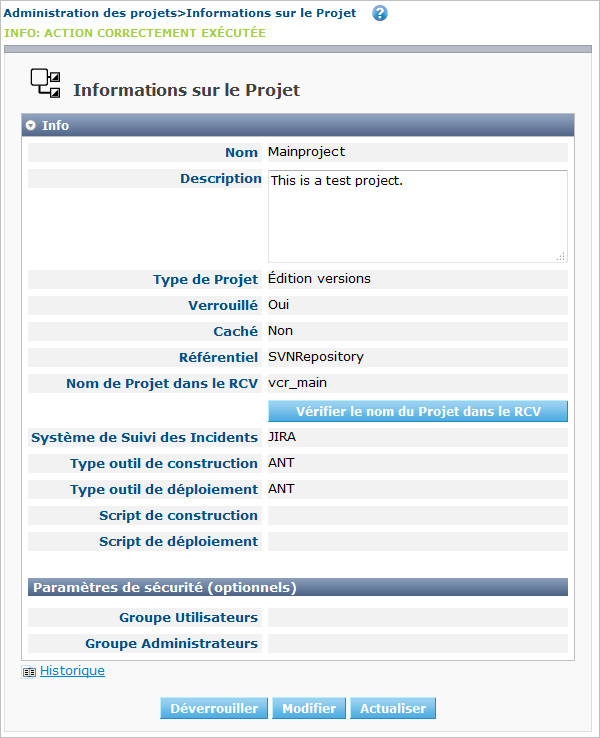 Administration des projets>Informations sur le Projet ?
INFO: ACTION CORRECTEMENT EXÉCUTÉE
Informations sur le Projet
Info
Nom Mainproject
Description This is a test project.
Type de Projet Édition versions
Verrouillé Oui
Caché Non
Référentiel SVNRepository
Nom de Projet dans le RCV vcr_main
Vérifier le nom du Projet dans le RCV
Système de Suivi des Incidents JIRA
Type outil de construction ANT
Type outil de déploiement ANT
Script de construction
Script de déploiement
Paramètres de sécurité (optionnels)
Groupe Utilisateurs
Groupe Administrateurs
Historique
Déverrouiller Modifier Actualiser